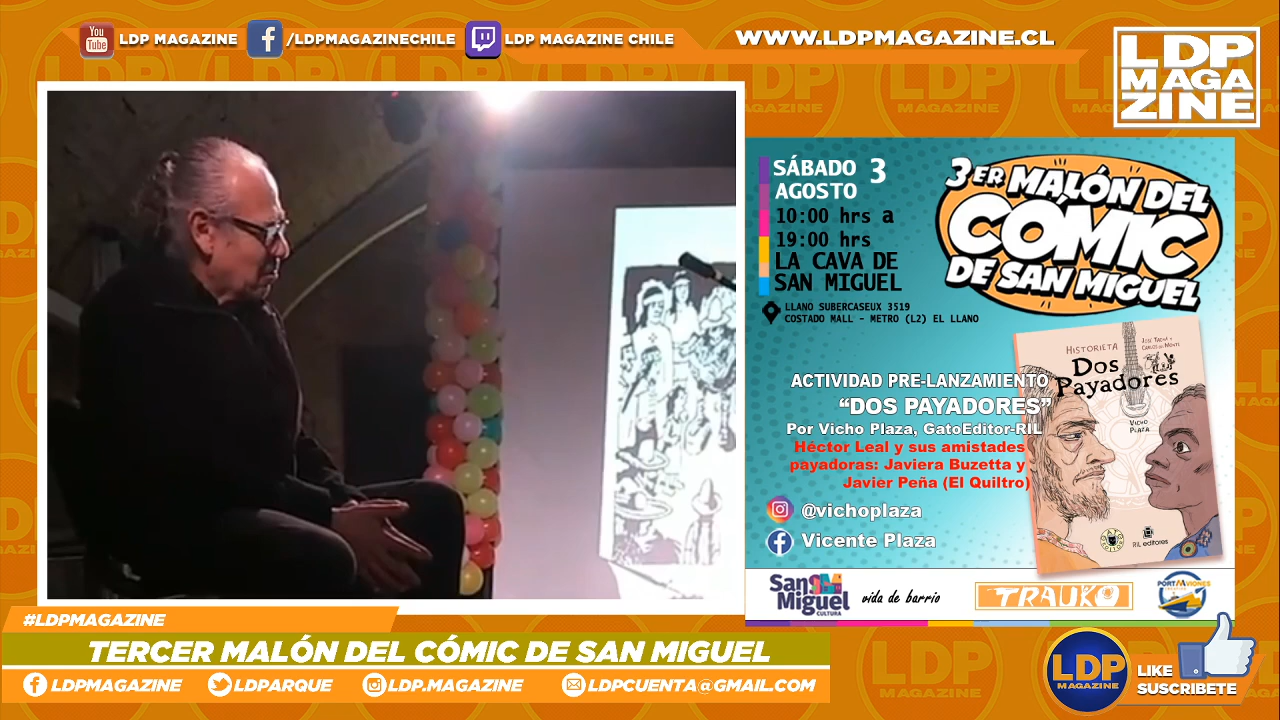 You Tube LDP MAGAZINE /LDPMAGAZINECHILE LDP MAGAZINE CHILE
WWW.LDPMAGAZINE.CL
LDP
MAGA
ZINE
SÁBADO 3
AGOSTO
10:00 hrs a
19:00 hrs
LA CAVA DE
SAN MIGUEL
LLANO SUBERCASEUX 3519
COSTADO MALL - METRO (L2) EL LLANO
3ER MALÓN DEL
CÓMIC
DE SAN MIGUEL
ACTIVIDAD PRE-LANZAMIENTO
“DOS PAYADORES”
Por Vicho Plaza, GatoEditor-RIL
Héctor Leal y sus amistades
payadoras: Javiera Buzetta y
Javier Peña (El Quiltro)
@vichoplaza
Vicente Plaza
HISTORIETA
Dos
Payadores
VICHO
PLAZA
RIL editores
San Miguel
CULTURA
vida de barrio
TRAUKO
PORTAVIONES
#LDPMAGAZINE
TERCER MALÓN DEL CÓMIC DE SAN MIGUEL
LDPMAGAZINE LDPARQUE LDP.MAGAZINE LDPCUENTA@GMAIL.COM
LDP
MAGAZINE
LIKE
SUSCRIBETE